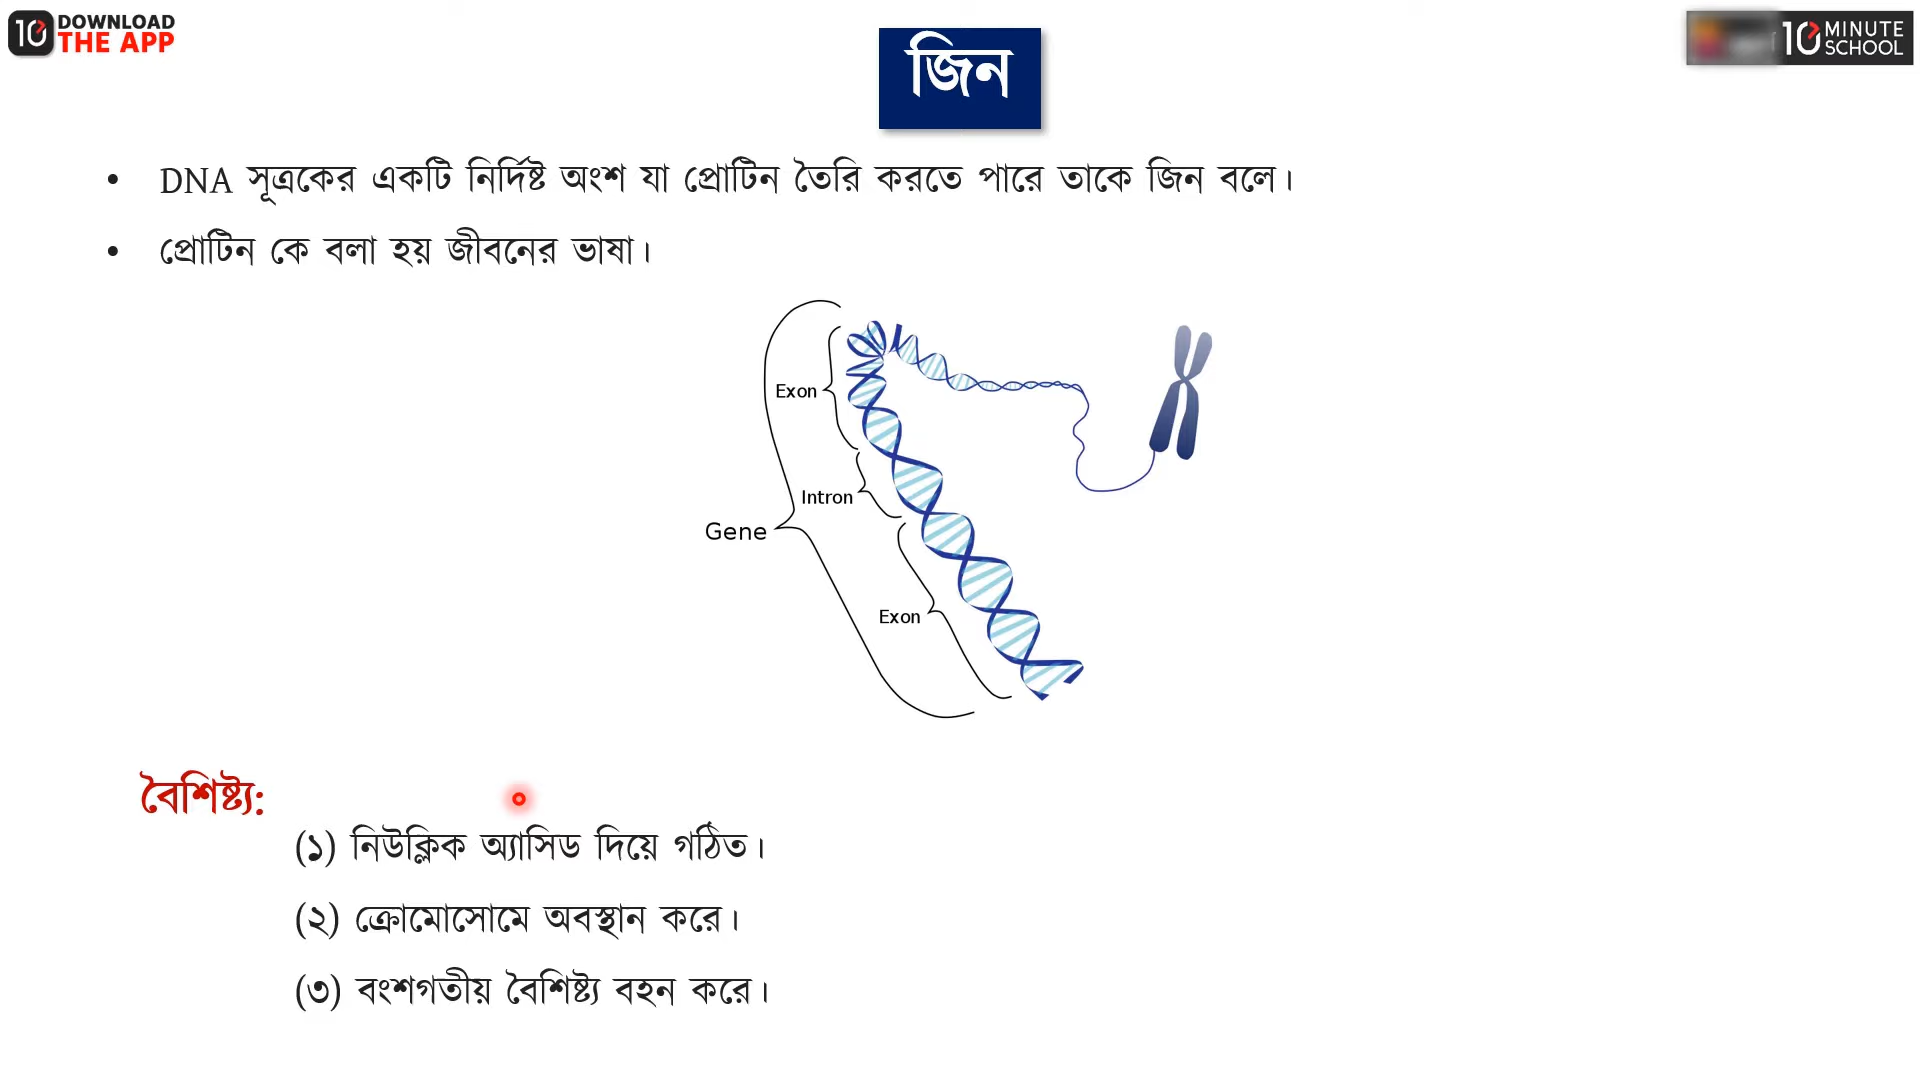 10 DOWNLOAD THE APP
10 MINUTE SCHOOL
জিন
• DNA সূত্রকের একটি নির্দিষ্ট অংশ যা প্রোটিন তৈরি করতে পারে তাকে জিন বলে।
• প্রোটিন কে বলা হয় জীবনের ভাষা।
Exon
Intron
Gene
Exon
বৈশিষ্ট্য:
(১) নিউক্লিক অ্যাসিড দিয়ে গঠিত।
(২) ক্রোমোসোমে অবস্থান করে।
(৩) বংশগতীয় বৈশিষ্ট্য বহন করে।